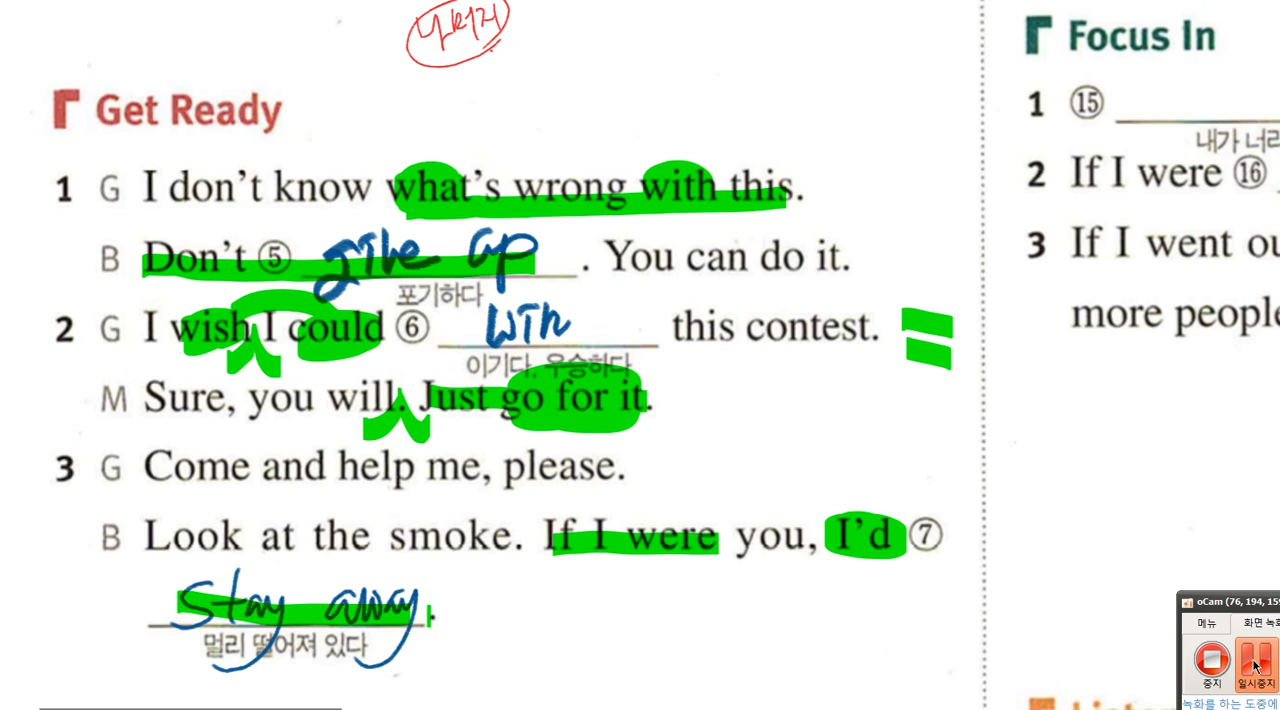 나머지
Get Ready
1 G I don't know what's wrong with this.
B Don't ⑤ give up . You can do it.
포기하다
2 G I wish I could ⑥ win this contest.
이기다, 우승하다
M Sure, you will. Just go for it.
3 G Come and help me, please.
B Look at the smoke. If I were you, I'd ⑦
stay away.
멀리 떨어져 있다
Focus In
1 ⑮
내가 너라
2 If I were ⑯
3 If I went ou
more people
oCam (76, 194, 159
메뉴 화면 녹화
중지 일시중지
녹화를 하는 도중에